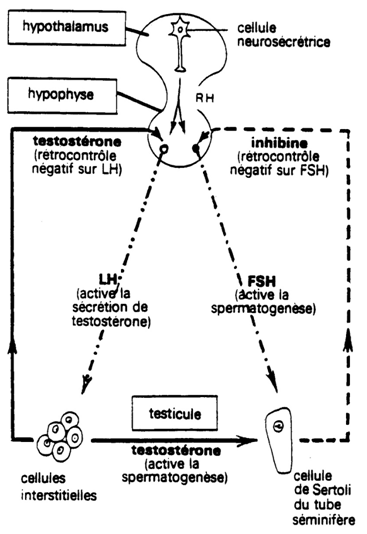 hypothalamus
cellule
neurosécrétrice
hypophyse
RH
testostérone
(rétrocontrôle
négatif sur LH)
inhibine
(rétrocontrôle
négatif sur FSH)
LH
(active la
sécrétion de
testostérone)
FSH
(active la
spermatogenèse)
testicule
testostérone
(active la
spermatogenèse)
cellules
interstitielles
cellule
de Sertoli
du tube
séminifère